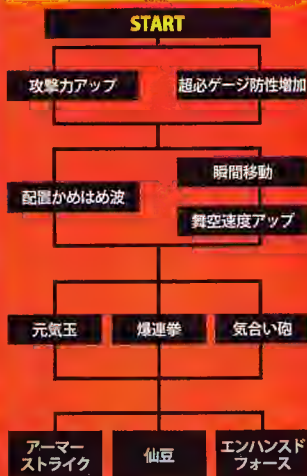 START
攻撃力アップ
超必ゲージ防性増加
瞬間移動
配置かめはめ波
舞空速度アップ
元気玉
爆連拳
気合い砲
アーマー
ストライク
仙豆
エンハンスド
フォース